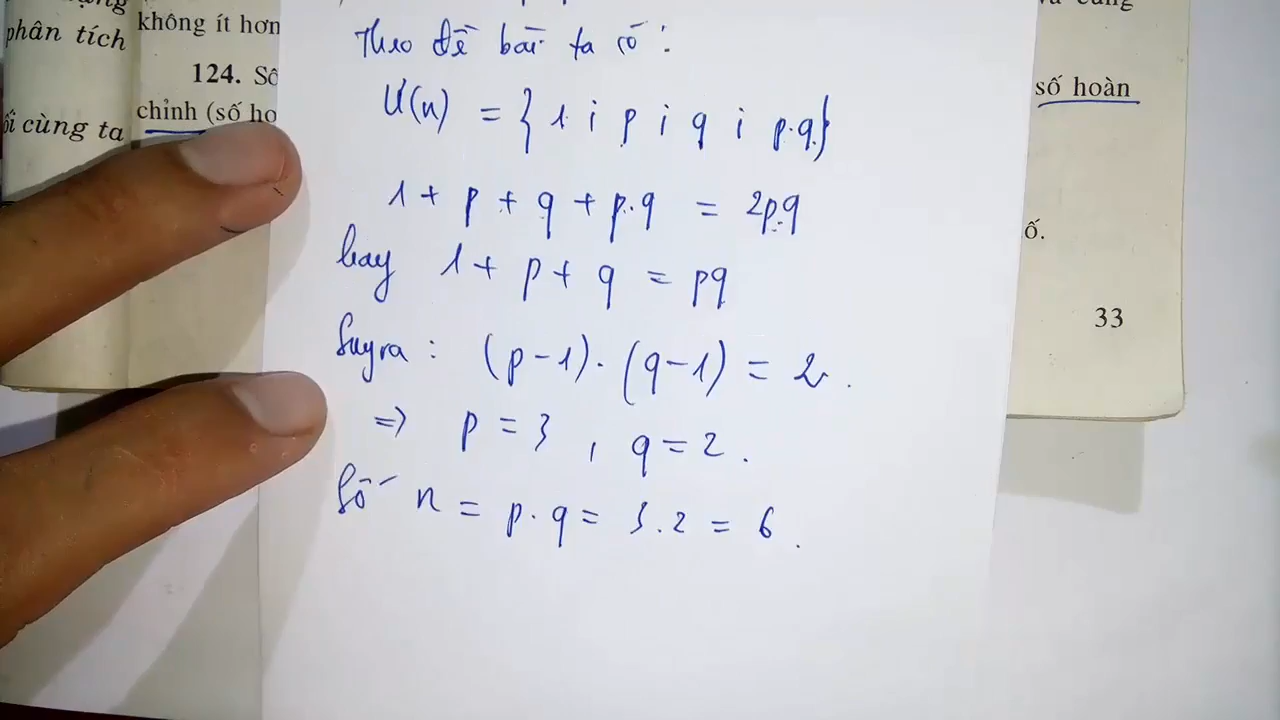 không ít hơn
phân tích
124. Số
chỉnh (số ho
ối cùng ta
Theo đề bài ta có :
Ư(n) = { 1 ; p ; q ; p.q }
1 + p + q + p.q = 2p.q
hay 1 + p + q = pq
Suy ra : (p-1).(q-1) = 2.
=> p = 3 , q = 2.
Số n = p.q = 3.2 = 6.
số hoàn
ố.
33